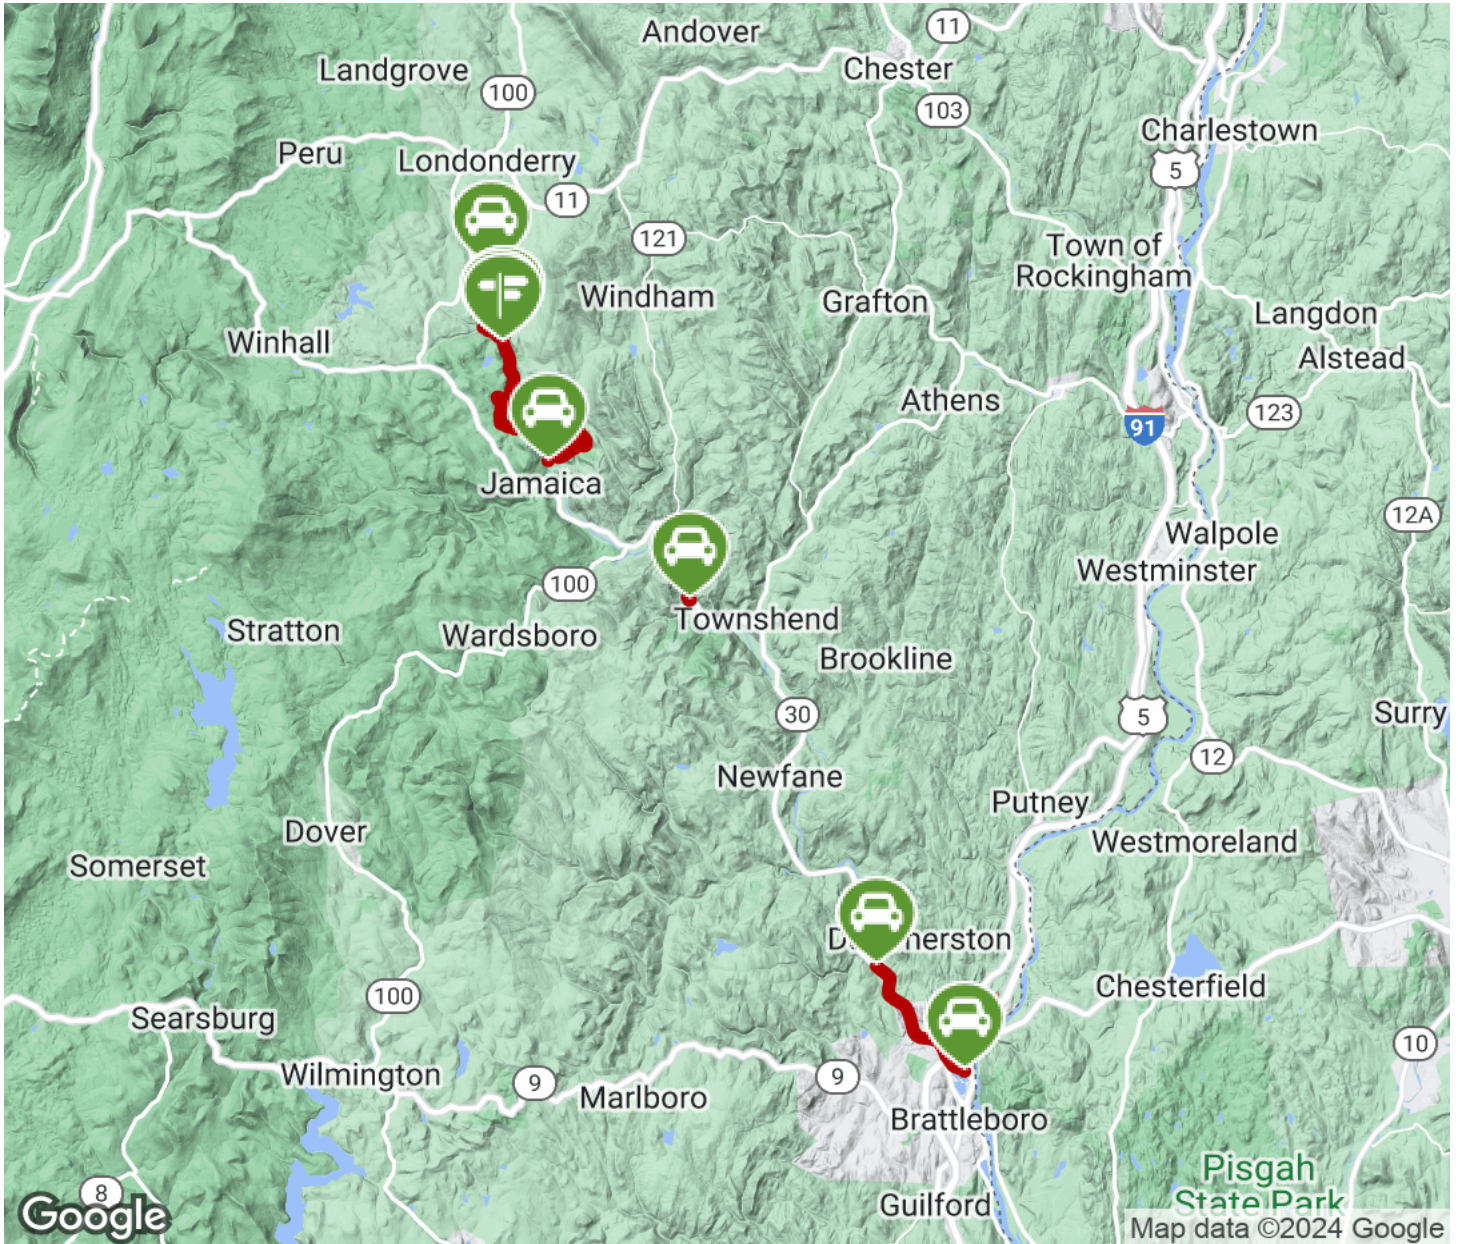 Andover
11
Landgrove
Chester
100
103
Charlestown
Peru
Londonderry
5
11
121
Town of
Rockingham
Windham
Grafton
Langdon
Winhall
Alstead
Athens
123
91
Jamaica
12A
Walpole
Westminster
100
Townshend
Stratton
Wardsboro
Brookline
30
5
Surry
12
Newfane
Putney
Dover
Westmoreland
Somerset
Chesterfield
100
Searsburg
10
Wilmington
9
Marlboro
9
Brattleboro
Pisgah
State Park
8
Guilford
Google
Map data ©2024 Google